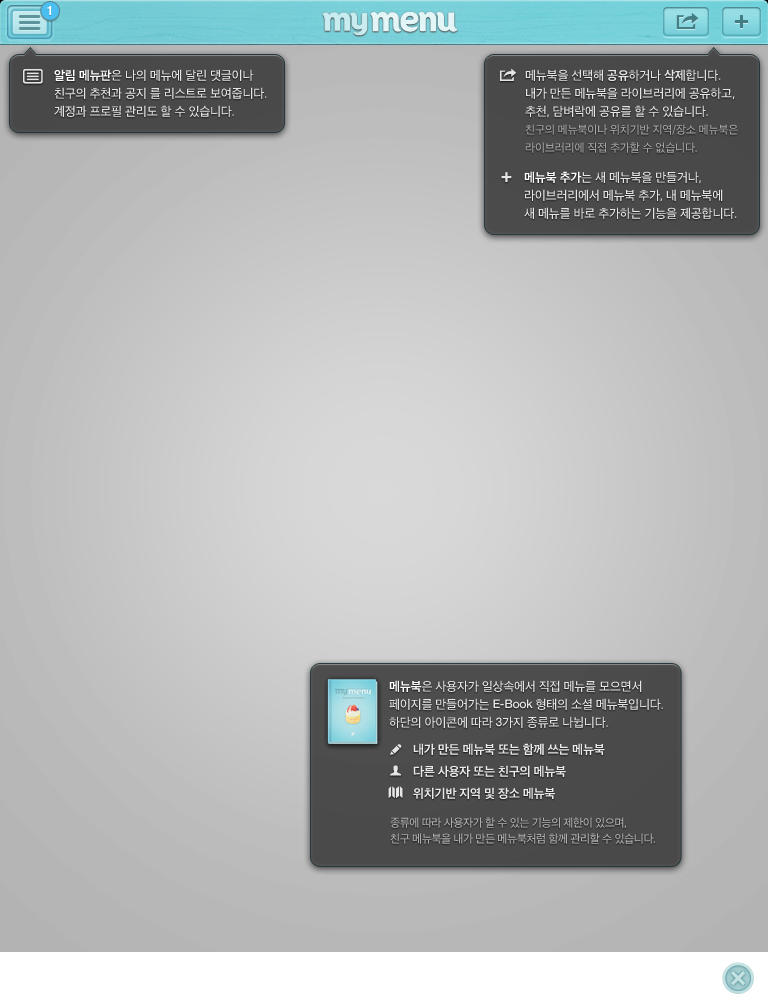 1
mymenu
알림 메뉴판은 나의 메뉴에 달린 댓글이나
친구의 추천과 공지 를 리스트로 보여줍니다.
계정과 프로필 관리도 할 수 있습니다.
메뉴북을 선택해 공유하거나 삭제합니다.
내가 만든 메뉴북을 라이브러리에 공유하고,
추천, 담벼락에 공유를 할 수 있습니다.
친구의 메뉴북이나 위치기반 지역/장소 메뉴북은
라이브러리에 직접 추가할 수 없습니다.
메뉴북 추가는 새 메뉴북을 만들거나,
라이브러리에서 메뉴북 추가, 내 메뉴북에
새 메뉴를 바로 추가하는 기능을 제공합니다.
mymenu
메뉴북은 사용자가 일상속에서 직접 메뉴를 모으면서
페이지를 만들어가는 E-Book 형태의 소셜 메뉴북입니다.
하단의 아이콘에 따라 3가지 종류로 나뉩니다.
내가 만든 메뉴북 또는 함께 쓰는 메뉴북
다른 사용자 또는 친구의 메뉴북
위치기반 지역 및 장소 메뉴북
종류에 따라 사용자가 할 수 있는 기능의 제한이 있으며,
친구 메뉴북을 내가 만든 메뉴북처럼 함께 관리할 수 있습니다.